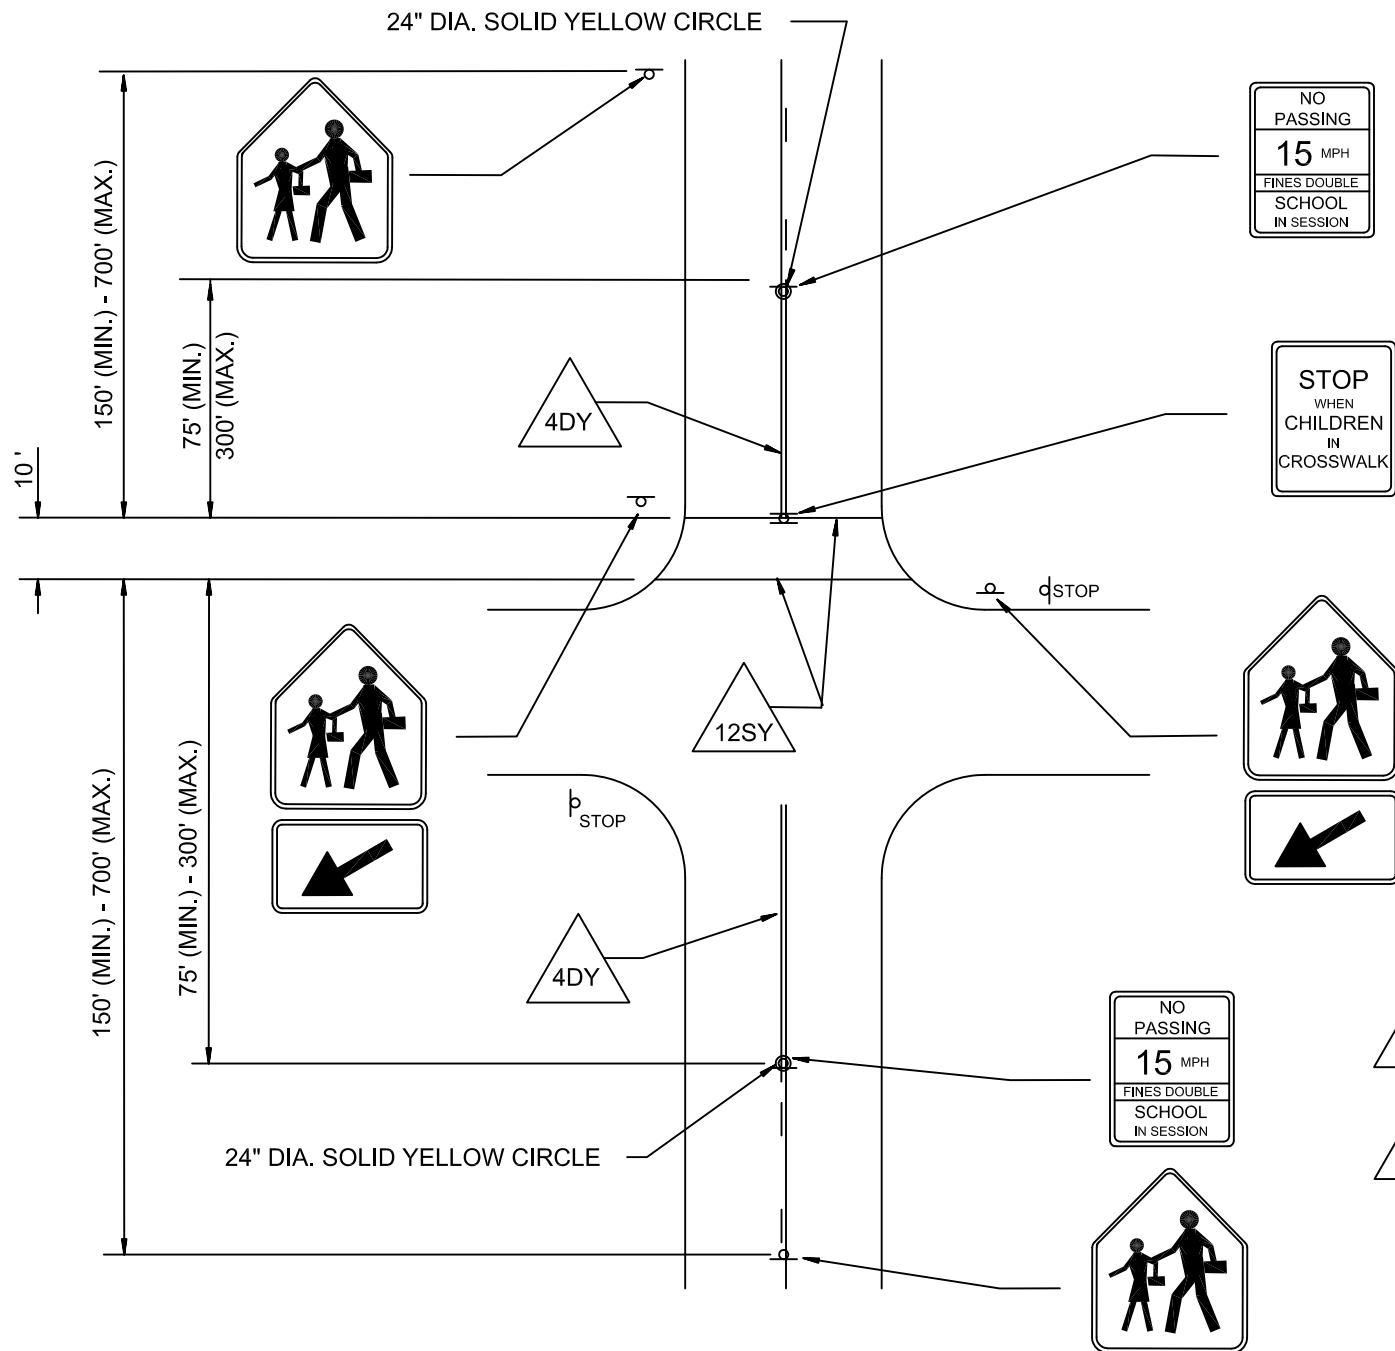 24" DIA. SOLID YELLOW CIRCLE
NO
PASSING
15 MPH
FINES DOUBLE
SCHOOL
IN SESSION
150' (MIN.) - 700' (MAX.)
75' (MIN.)
300' (MAX.)
4DY
STOP
WHEN
CHILDREN
IN
CROSSWALK
10 '
STOP
12SY
STOP
150' (MIN.) - 700' (MAX.)
75' (MIN.) - 300' (MAX.)
4DY
NO
PASSING
15 MPH
FINES DOUBLE
SCHOOL
IN SESSION
24" DIA. SOLID YELLOW CIRCLE